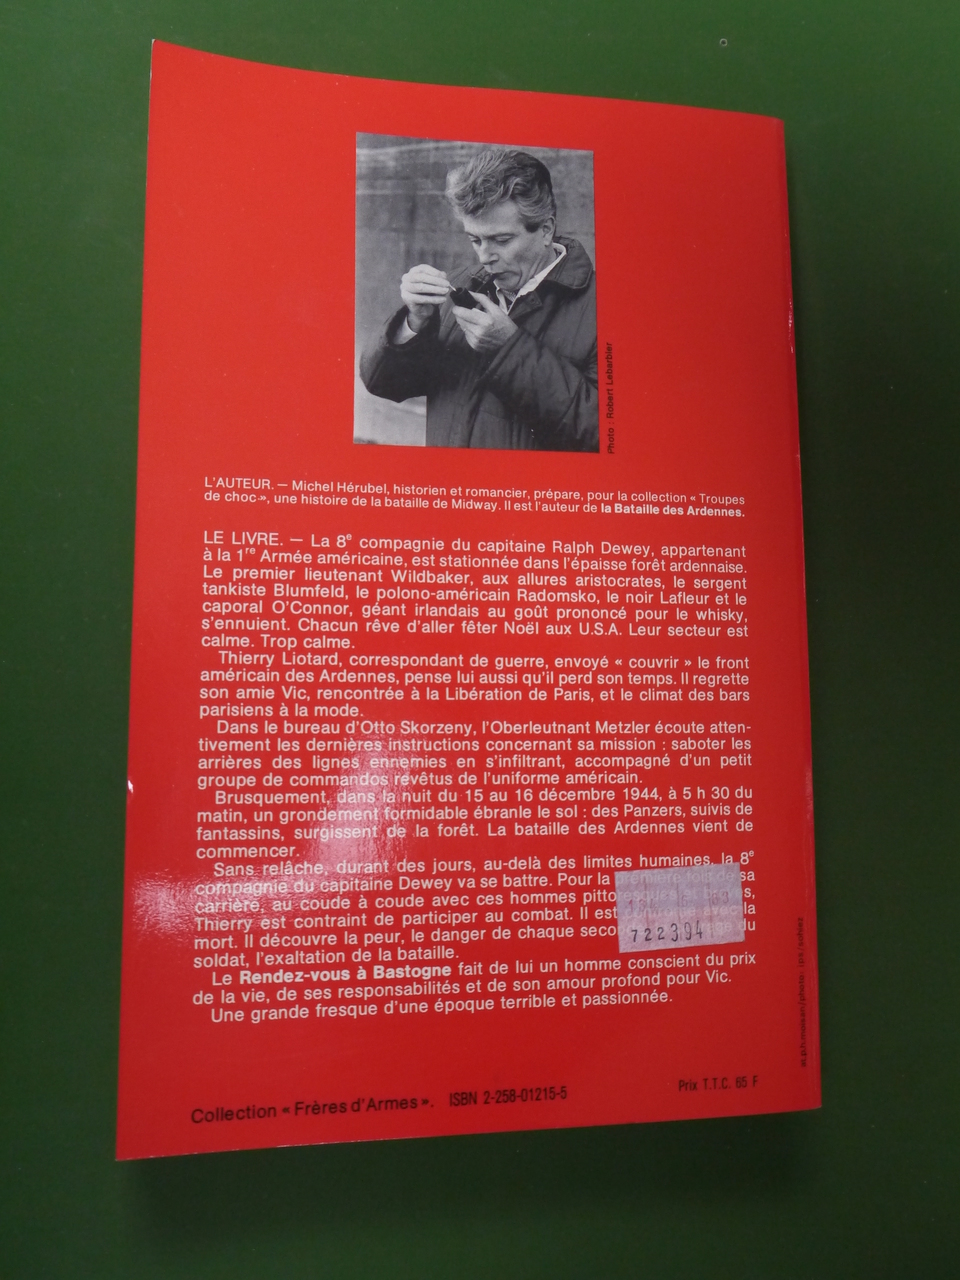 Photo : Robert Lebarbier
L'AUTEUR. — Michel Hérubel, historien et romancier, prépare, pour la collection « Troupes
de choc », une histoire de la bataille de Midway. Il est l'auteur de la Bataille des Ardennes.
LE LIVRE. — La 8e compagnie du capitaine Ralph Dewey, appartenant
à la 1re Armée américaine, est stationnée dans l'épaisse forêt ardennaise.
Le premier lieutenant Wildbaker, aux allures aristocrates, le sergent
tankiste Blumfeld, le polono-américain Radomsko, le noir Lafleur et le
caporal O'Connor, géant irlandais au goût prononcé pour le whisky,
s'ennuient. Chacun rêve d'aller fêter Noël aux U.S.A. Leur secteur est
calme. Trop calme.
Thierry Liotard, correspondant de guerre, envoyé « couvrir » le front
américain des Ardennes, pense lui aussi qu'il perd son temps. Il regrette
son amie Vic, rencontrée à la Libération de Paris, et le climat des bars
parisiens à la mode.
Dans le bureau d'Otto Skorzeny, l'Oberleutnant Metzler écoute atten-
tivement les dernières instructions concernant sa mission : saboter les
arrières des lignes ennemies en s'infiltrant, accompagné d'un petit
groupe de commandos revêtus de l'uniforme américain.
Brusquement, dans la nuit du 15 au 16 décembre 1944, à 5 h 30 du
matin, un grondement formidable ébranle le sol : des Panzers, suivis de
fantassins, surgissent de la forêt. La bataille des Ardennes vient de
commencer.
Sans relâche, durant des jours, au-delà des limites humaines, la 8e
compagnie du capitaine Dewey va se battre. Pour la première fois de sa
carrière, au coude à coude avec ces hommes pittoresques et
Thierry est contraint de participer au combat. Il est confronté avec la
mort. Il découvre la peur, le danger de chaque du
soldat, l'exaltation de la bataille.
Le Rendez-vous à Bastogne fait de lui un homme conscient du prix
de la vie, de ses responsabilités et de son amour profond pour Vic.
Une grande fresque d'une époque terrible et passionnée.
722304
Collection « Frères d'Armes ». ISBN 2-258-01215-5
Prix T.T.C. 65 F